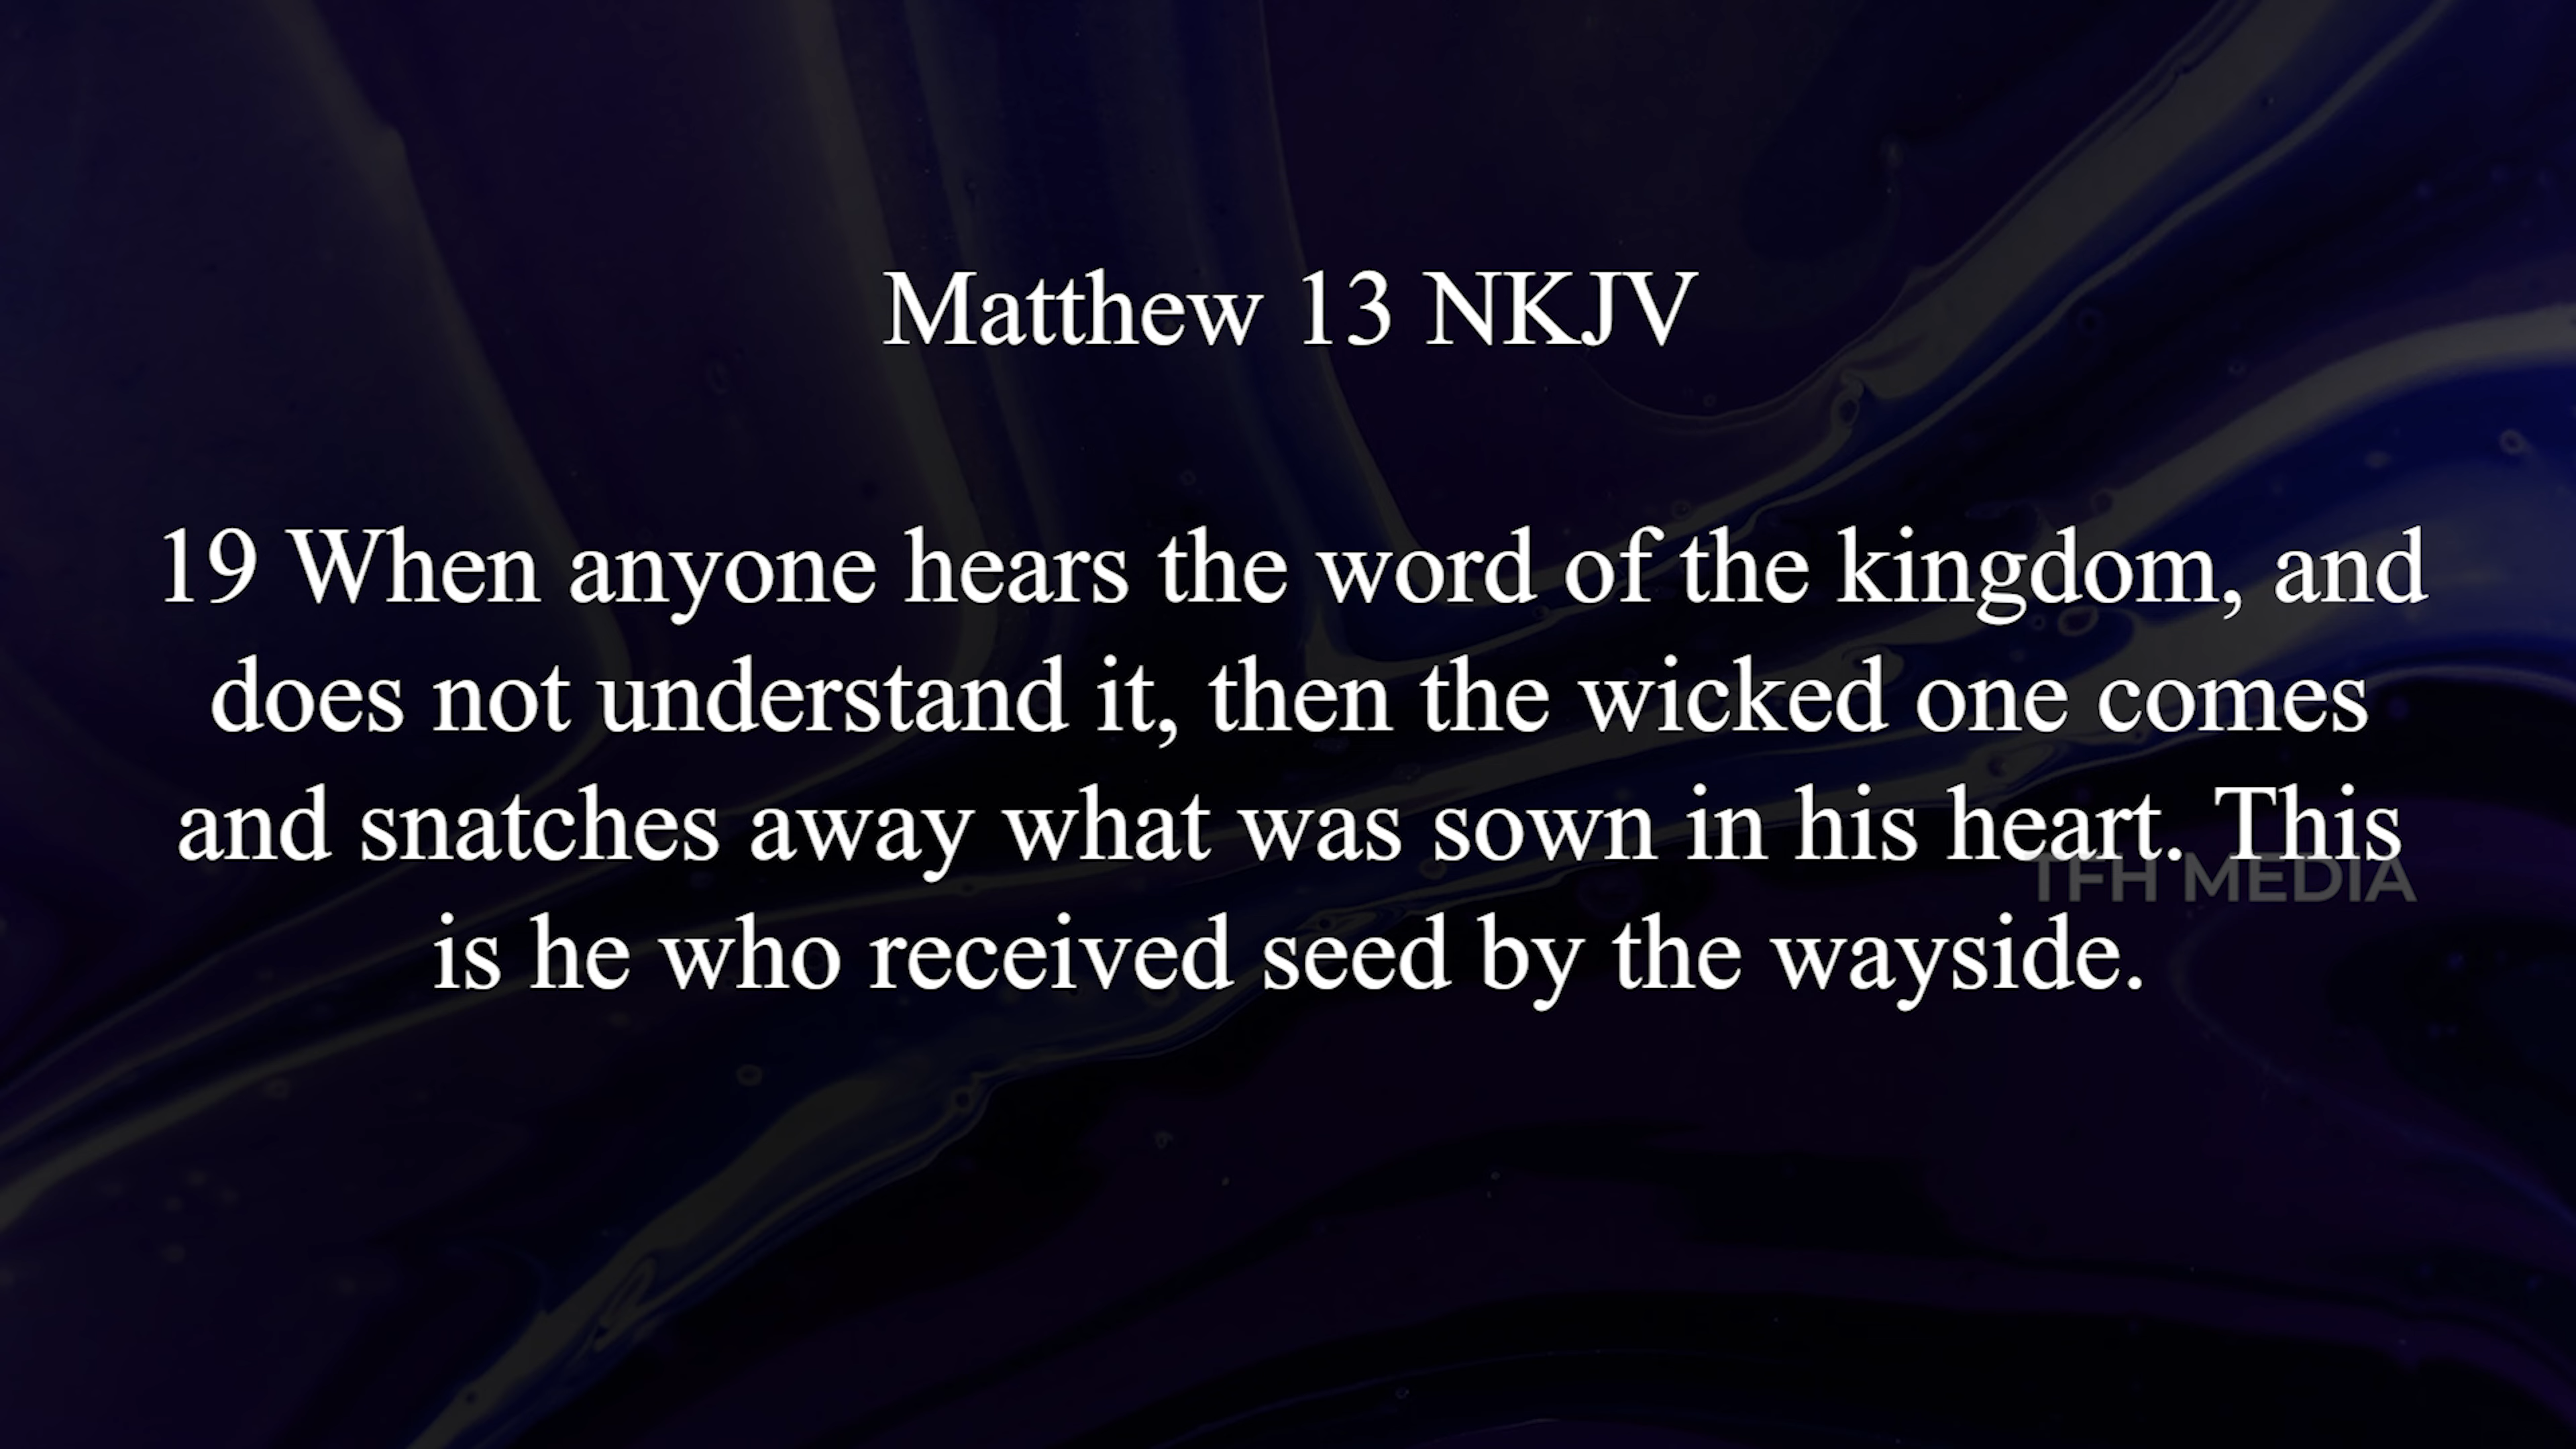 Matthew 13 NKJV
19 When anyone hears the word of the kingdom, and
does not understand it, then the wicked one comes
and snatches away what was sown in his heart. This
TFH MEDIA
is he who received seed by the wayside.